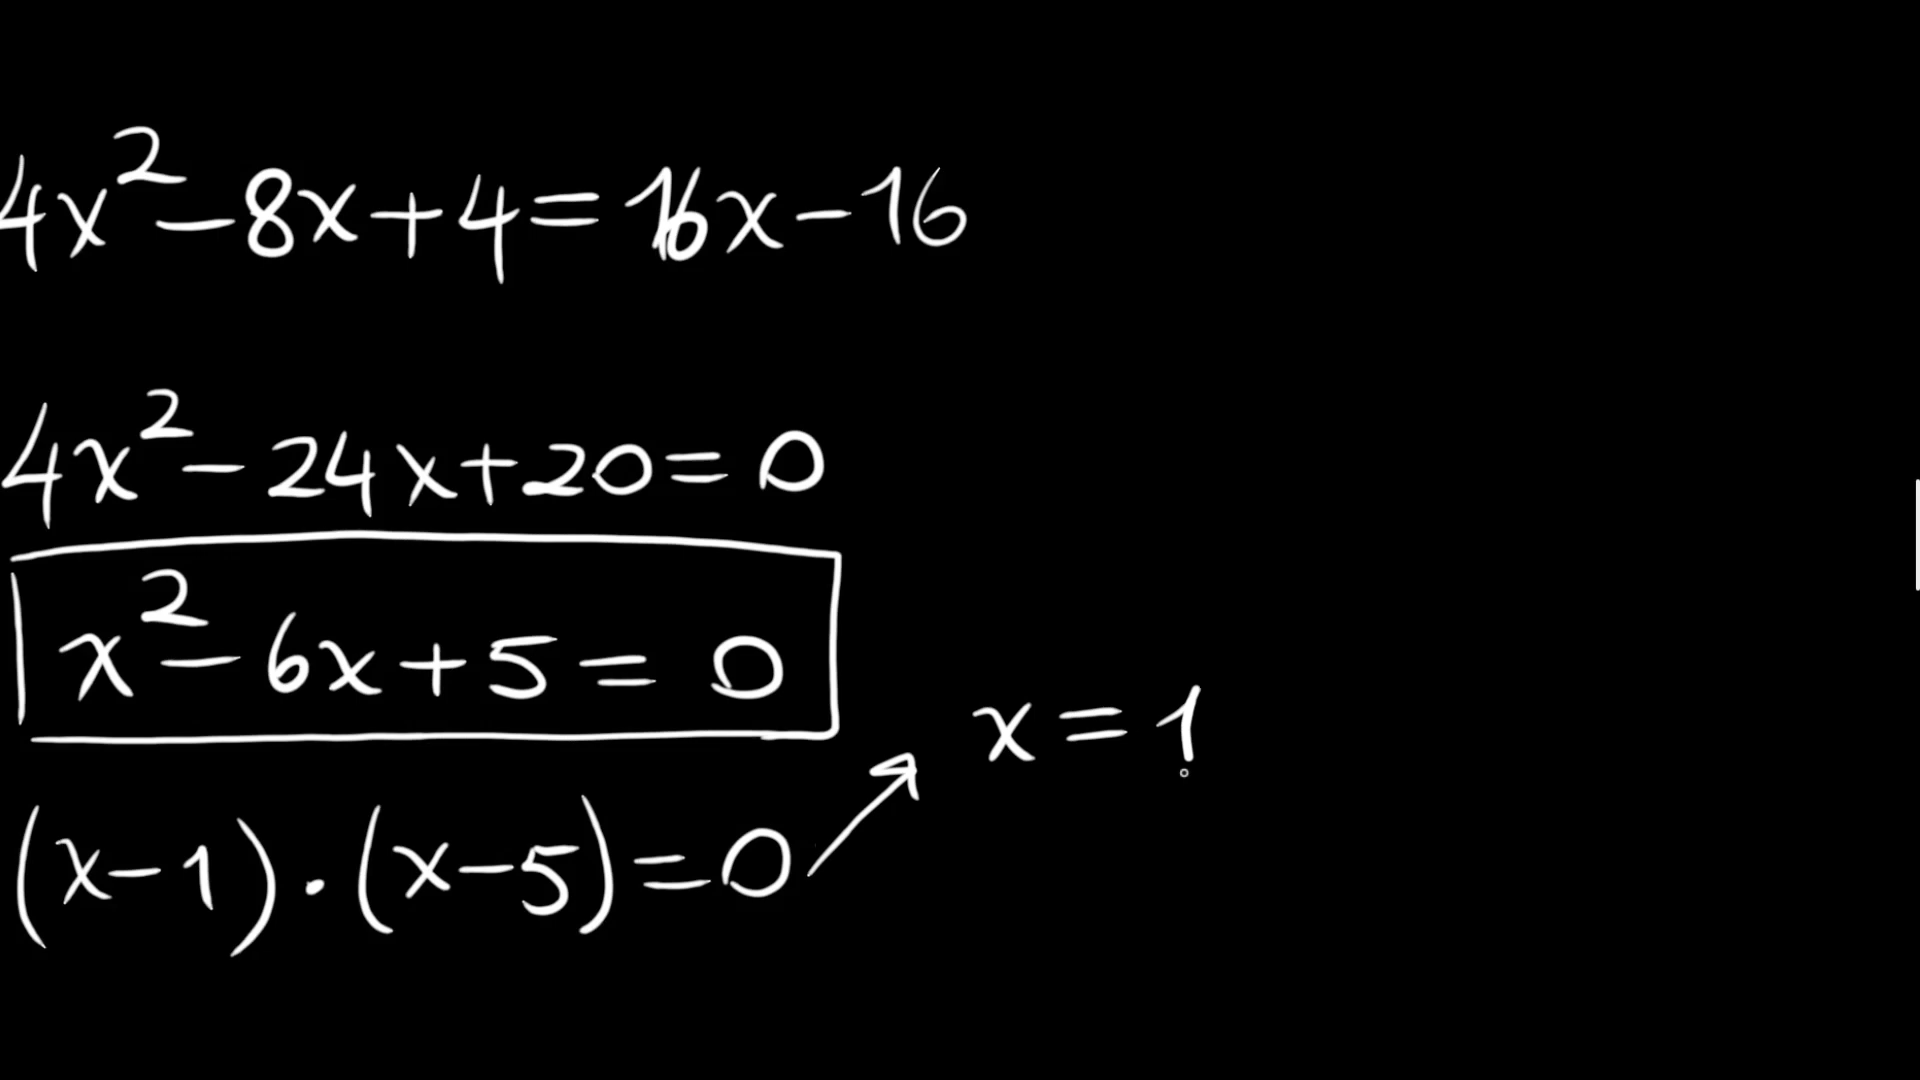 4x²-8x+4=16x-16
4x²-24x+20=0
x²-6x+5=0
x=1
(x-1)·(x-5)=0